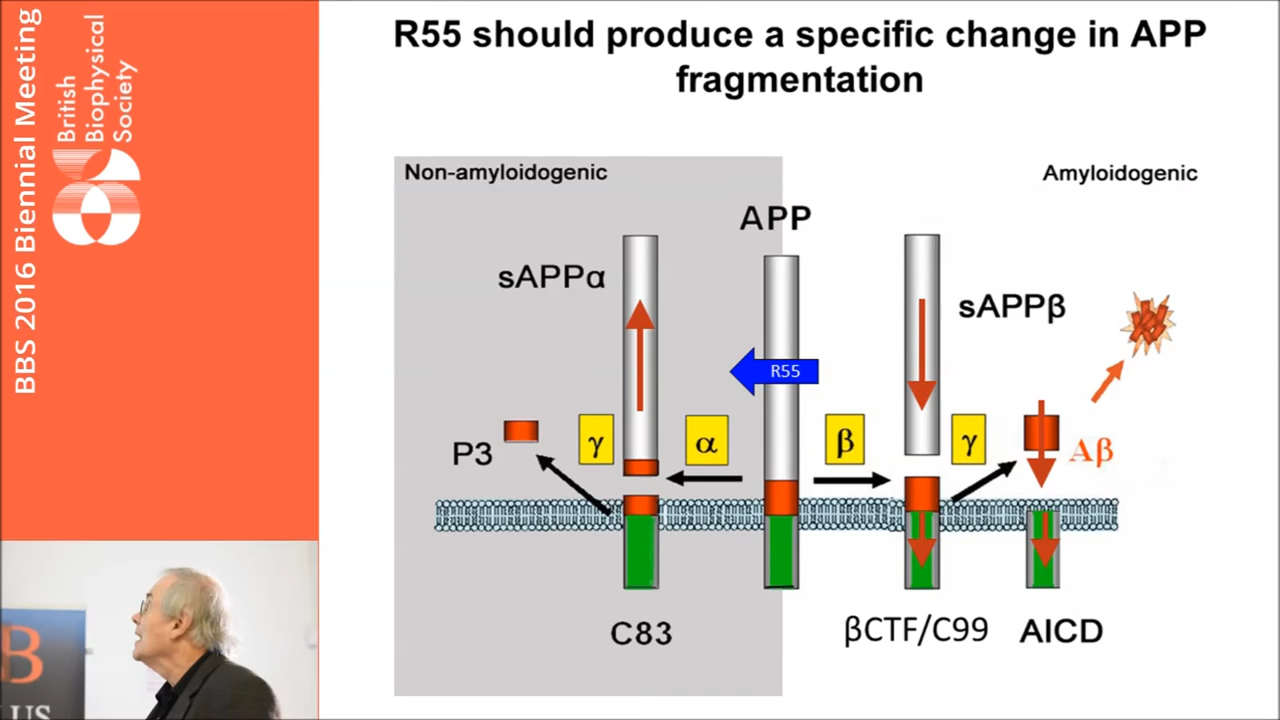 BBS 2016 Biennial Meeting
British
Biophysical
Society
R55 should produce a specific change in APP
fragmentation
Non-amyloidogenic
Amyloidogenic
APP
sAPPα
sAPPβ
R55
P3
γ
α
β
γ
Aβ
C83
βCTF/C99
AICD
B
LUS